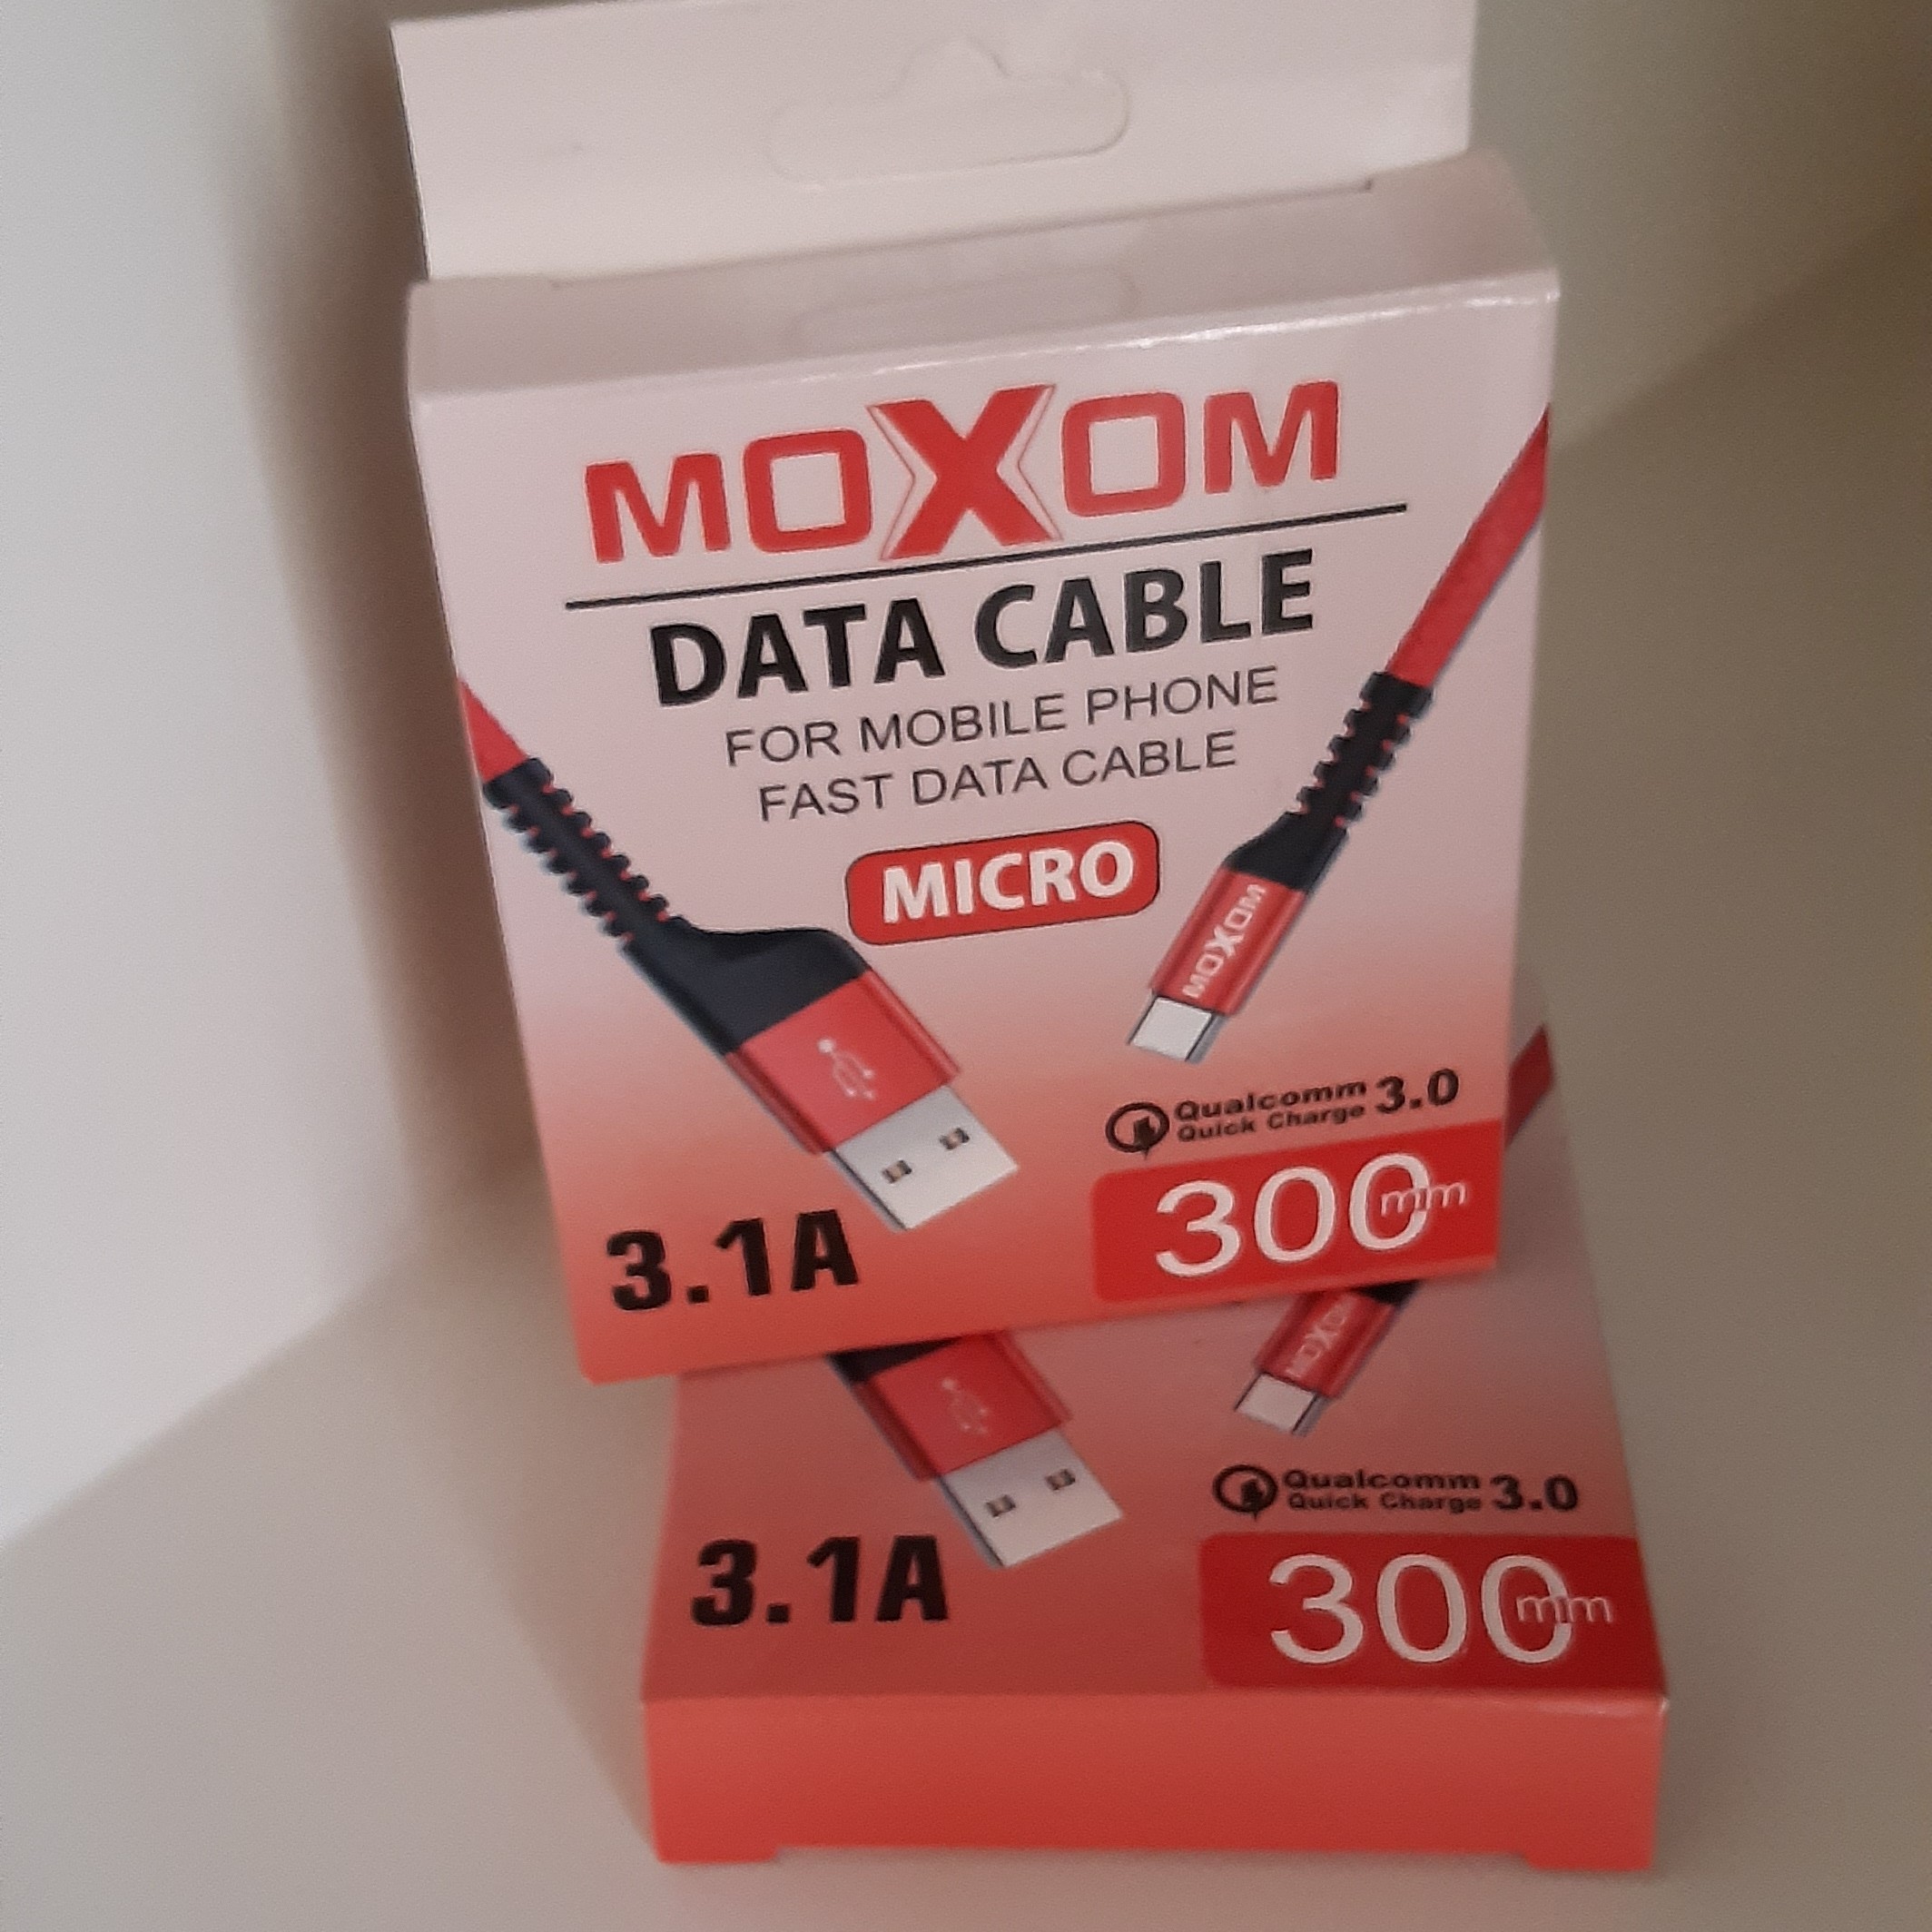 MOXOM
DATA CABLE
FOR MOBILE PHONE
FAST DATA CABLE
MICRO
MOXOM
Qualcomm
Quick Charge 3.0
300mm
3.1A
MOXOM
Qualcomm
Quick Charge 3.0
3.1A
300mm